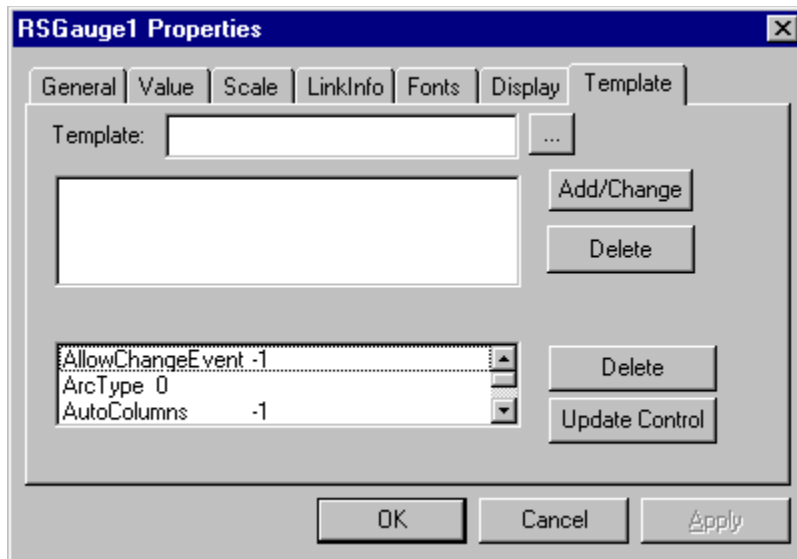 RSGauge1 Properties
General Value Scale LinkInfo Fonts Display Template
Template: ...
Add/Change
Delete
AllowChangeEvent -1
ArcType 0
AutoColumns -1
Delete
Update Control
OK Cancel Apply